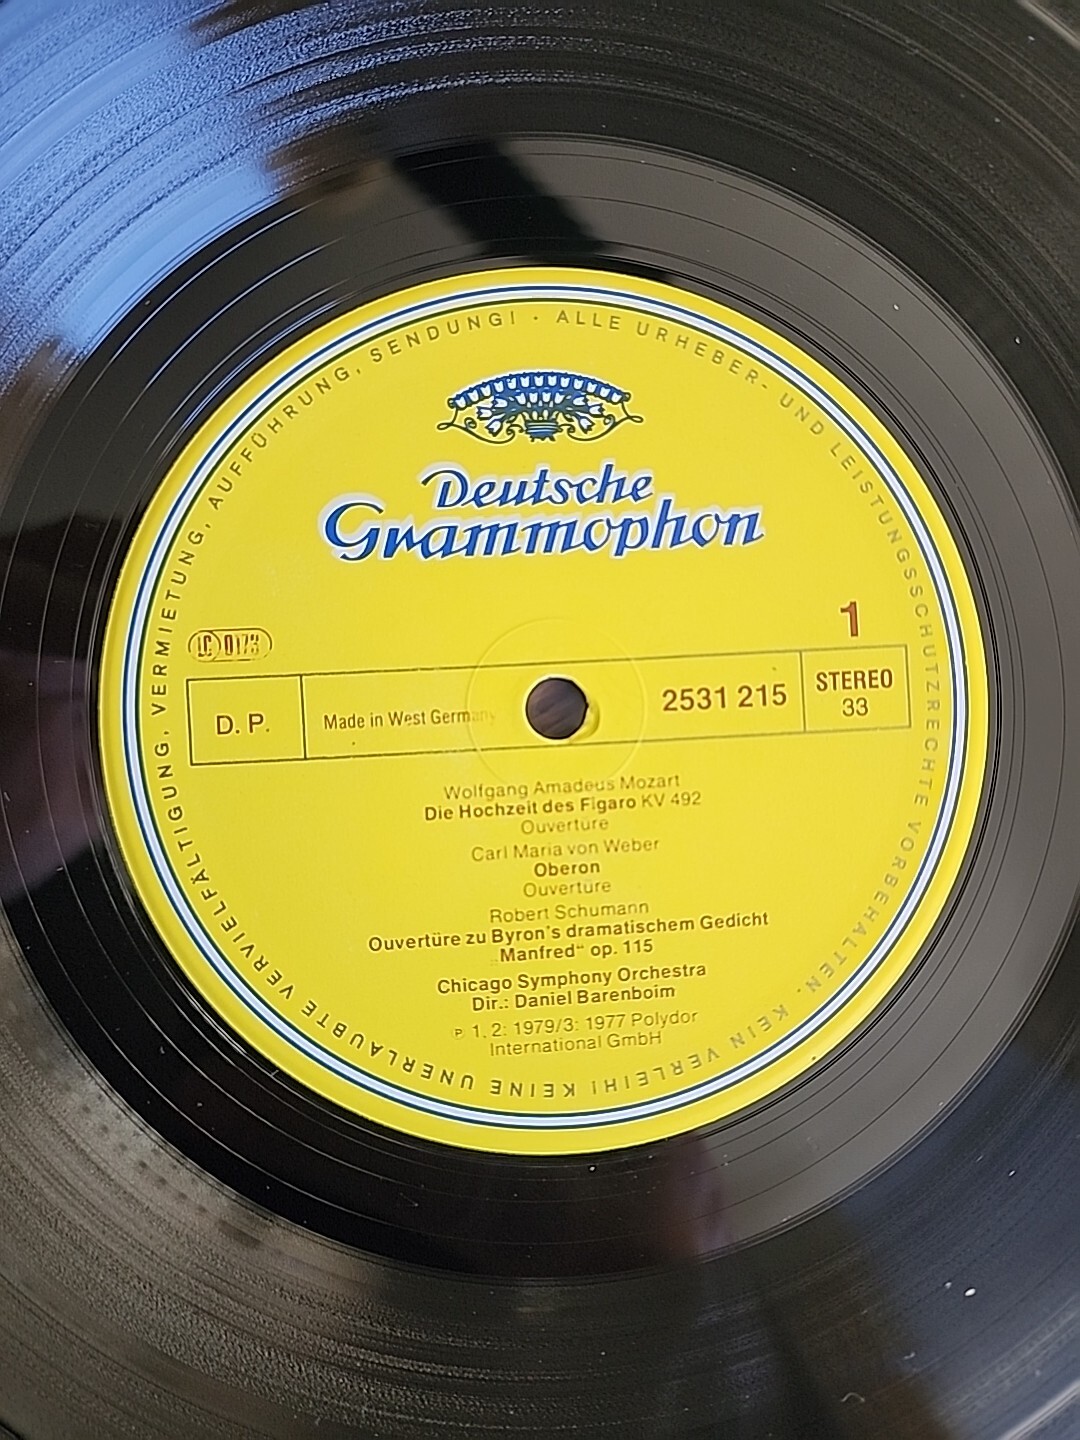 ALLE URHEBER- UND LEISTUNGSSCHUTZRECHTE VORBEHALTEN. KEIN VERLEIH! KEINE UNERLAUBTE VERVIELFÄLTIGUNG, VERMIETUNG, AUFFÜHRUNG, SENDUNG! ·
Deutsche
Grammophon
1
LC 0173
D. P.
Made in West Germany
2531 215
STEREO
33
Wolfgang Amadeus Mozart
Die Hochzeit des Figaro KV 492
Ouvertüre
Carl Maria von Weber
Oberon
Ouvertüre
Robert Schumann
Ouvertüre zu Byron's dramatischem Gedicht
„Manfred“ op. 115
Chicago Symphony Orchestra
Dir.: Daniel Barenboim
℗ 1, 2: 1979/3: 1977 Polydor
International GmbH